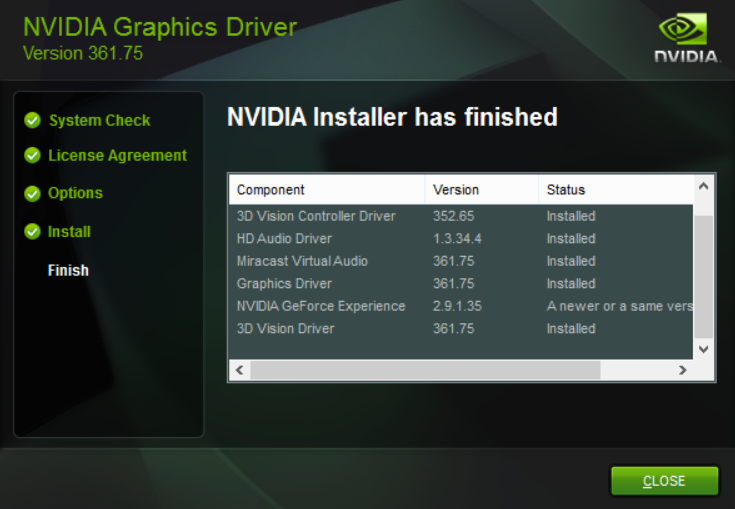 NVIDIA Graphics Driver
Version 361.75
NVIDIA.
System Check
License Agreement
Options
Install
Finish
NVIDIA Installer has finished
Component Version Status
3D Vision Controller Driver 352.65 Installed
HD Audio Driver 1.3.34.4 Installed
Miracast Virtual Audio 361.75 Installed
Graphics Driver 361.75 Installed
NVIDIA GeForce Experience 2.9.1.35 A newer or a same vers
3D Vision Driver 361.75 Installed
CLOSE